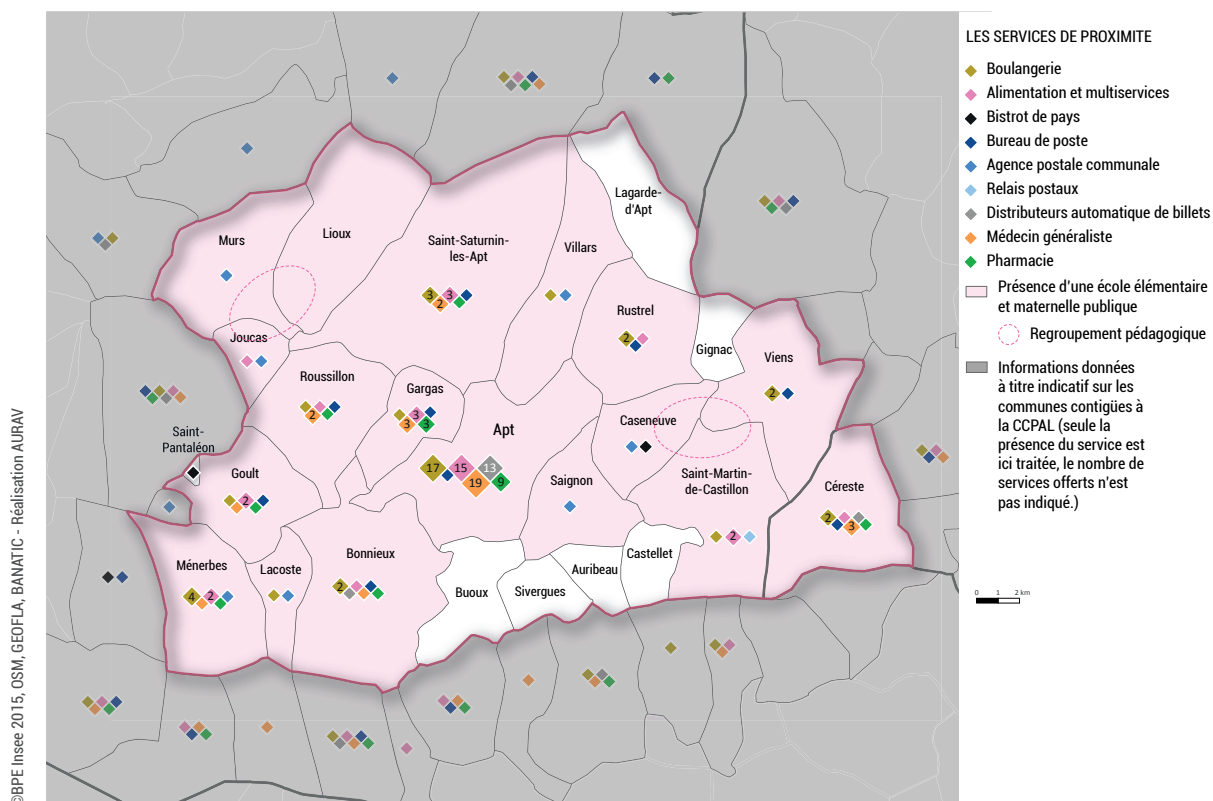 LES SERVICES DE PROXIMITE
Boulangerie
Alimentation et multiservices
Bistrot de pays
Bureau de poste
Agence postale communale
Relais postaux
Distributeurs automatique de billets
Médecin généraliste
Pharmacie
Présence d'une école élémentaire
et maternelle publique
Regroupement pédagogique
Informations données
à titre indicatif sur les
communes contigües à
la CCPAL (seule la
présence du service est
ici traitée, le nombre de
services offerts n'est
pas indiqué.)
0 1 2 km
Lagarde-
d'Apt
Murs
Lioux
Saint-Saturnin-
les-Apt
3 3
2
Villars
Rustrel
2
Gignac
Viens
2
Joucas
Roussillon
2
Gargas
3
3 3
Apt
17 15 13
19 9
Caseneuve
Saint-Pantaléon
Goult
2
Saignon
Saint-Martin-
de-Castillon
2
Céreste
2
3
Ménerbes
4 2
Lacoste
Bonnieux
2
Buoux
Sivergues
Auribeau
Castellet
©BPE Insee 2015, OSM, GEOFLA, BANATIC - Réalisation AURAV